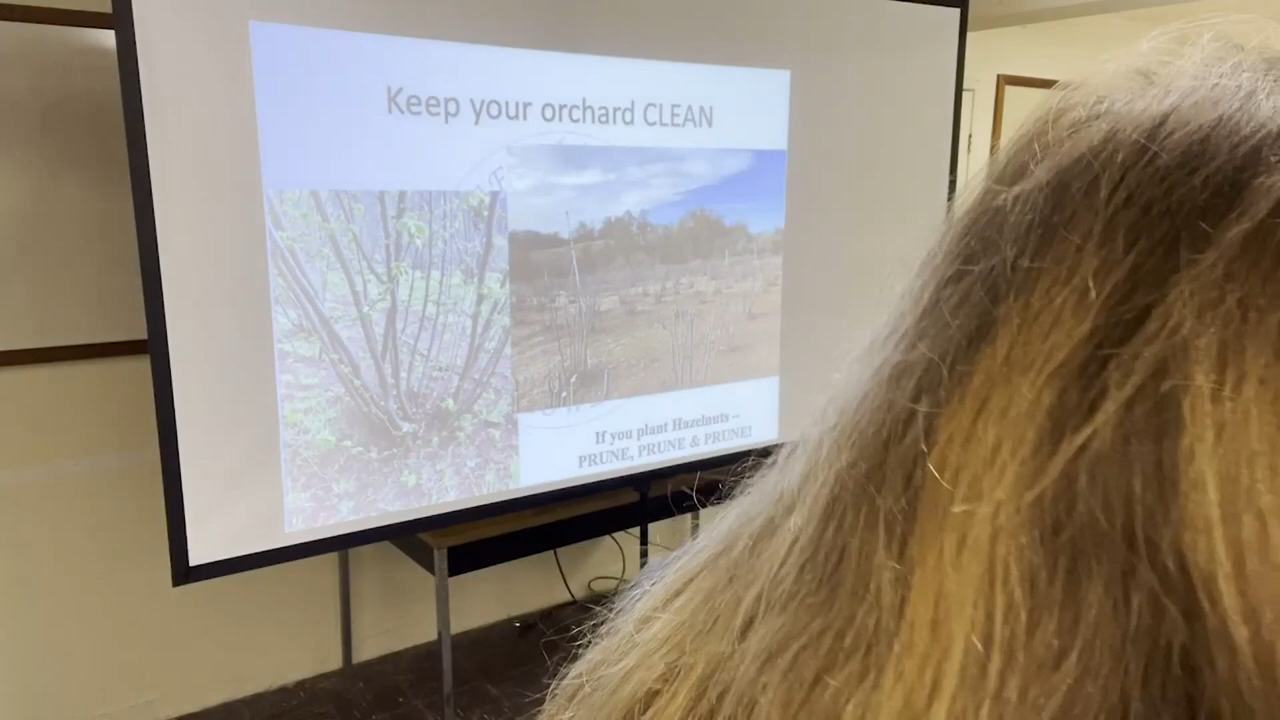 Keep your orchard CLEAN
If you plant Hazelnuts --
PRUNE, PRUNE & PRUNE!